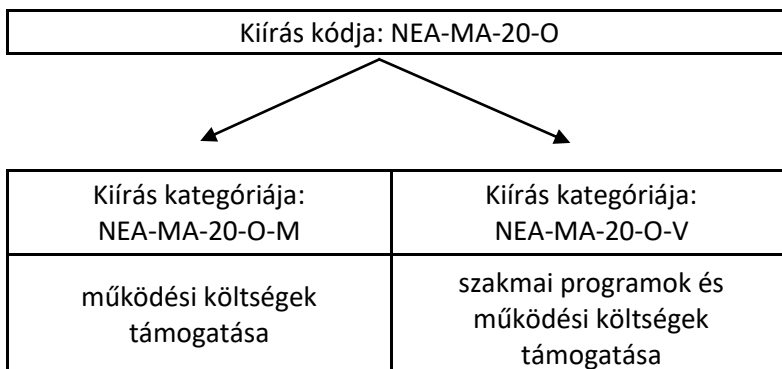 Kiírás kódja: NEA-MA-20-O
Kiírás kategóriája:
NEA-MA-20-O-M
Kiírás kategóriája:
NEA-MA-20-O-V
működési költségek
támogatása
szakmai programok és
működési költségek
támogatása